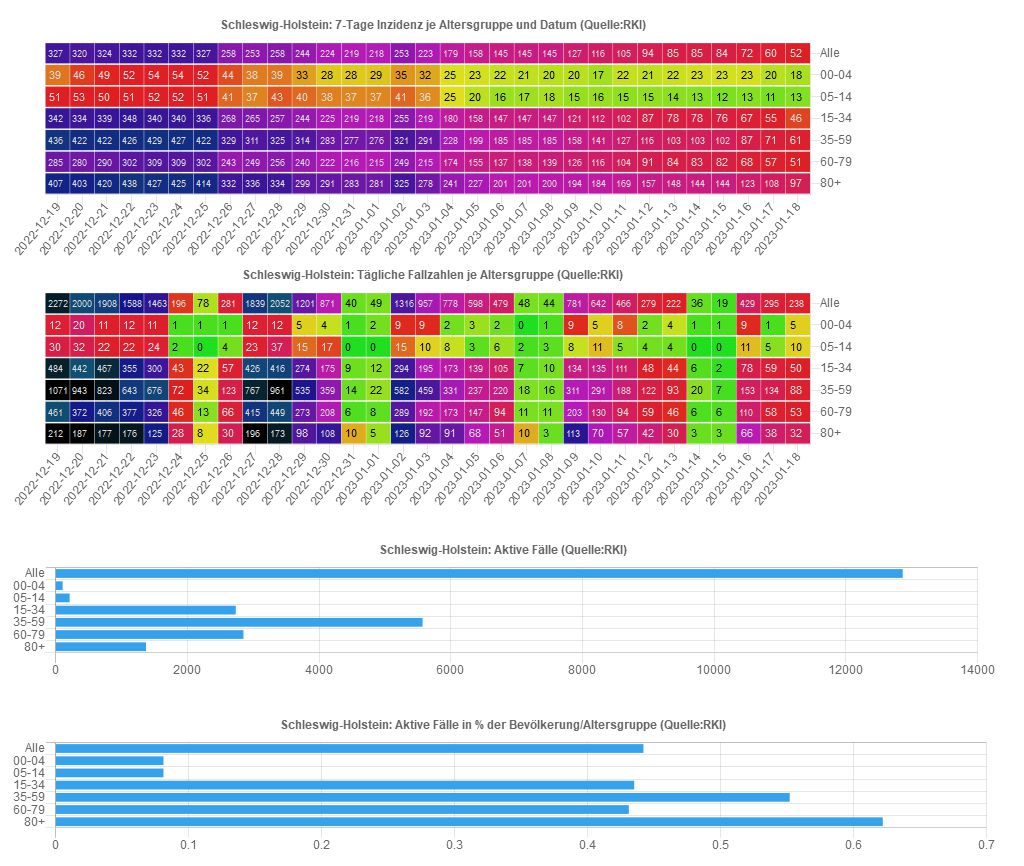 Schleswig-Holstein: 7-Tage Inzidenz je Altersgruppe und Datum (Quelle:RKI)
327 320 324 332 332 332 327 258 253 258 244 224 219 218 253 223 179 158 145 145 145 127 116 105 94 85 85 84 72 60 52 Alle
39 46 49 52 54 54 52 44 38 39 33 28 28 29 35 32 25 23 22 21 20 20 17 22 21 22 23 23 23 20 18 00-04
51 53 50 51 52 52 51 41 37 43 40 38 37 37 41 36 25 20 16 17 18 15 16 15 15 14 13 12 13 11 13 05-14
342 334 339 348 340 340 336 268 265 257 244 225 219 218 255 219 180 158 147 147 147 121 112 102 87 78 78 76 67 55 46 15-34
436 422 422 426 429 427 422 329 311 325 314 283 277 276 321 291 228 199 185 185 185 158 141 127 116 103 103 102 87 71 61 35-59
285 280 290 302 309 309 302 243 249 256 240 222 216 215 249 215 174 155 137 138 139 126 116 104 91 84 83 82 68 57 51 60-79
407 403 420 438 427 425 414 332 336 334 299 291 283 281 325 278 241 227 201 201 200 194 184 169 157 148 144 144 123 108 97 80+
2022-12-19 2022-12-20 2022-12-21 2022-12-22 2022-12-23 2022-12-24 2022-12-25 2022-12-26 2022-12-27 2022-12-28 2022-12-29 2022-12-30 2022-12-31 2023-01-01 2023-01-02 2023-01-03 2023-01-04 2023-01-05 2023-01-06 2023-01-07 2023-01-08 2023-01-09 2023-01-10 2023-01-11 2023-01-12 2023-01-13 2023-01-14 2023-01-15 2023-01-16 2023-01-17 2023-01-18
Schleswig-Holstein: Tägliche Fallzahlen je Altersgruppe (Quelle:RKI)
2272 2000 1908 1588 1463 196 78 281 1839 2052 1201 871 40 49 1316 957 778 598 479 48 44 781 642 466 279 222 36 19 429 295 238 Alle
12 20 11 12 11 1 1 1 12 12 5 4 1 2 9 9 2 3 2 0 1 9 5 8 2 4 1 1 9 1 5 00-04
30 32 22 22 24 2 0 4 23 37 15 17 0 0 15 10 8 3 6 2 3 8 11 5 4 4 0 0 11 5 10 05-14
484 442 467 355 300 43 22 57 426 416 274 175 9 12 294 195 173 139 105 7 10 134 135 111 48 44 6 2 78 59 50 15-34
1071 943 823 643 676 72 34 123 767 961 535 359 14 22 582 459 331 237 220 18 16 311 291 188 122 93 20 7 153 134 88 35-59
461 372 406 377 326 46 13 66 415 449 273 208 6 8 289 192 173 147 94 11 11 203 130 94 59 46 6 6 110 58 53 60-79
212 187 177 176 125 28 8 30 196 173 98 108 10 5 126 92 91 68 51 10 3 113 70 57 42 30 3 3 66 38 32 80+
2022-12-19 2022-12-20 2022-12-21 2022-12-22 2022-12-23 2022-12-24 2022-12-25 2022-12-26 2022-12-27 2022-12-28 2022-12-29 2022-12-30 2022-12-31 2023-01-01 2023-01-02 2023-01-03 2023-01-04 2023-01-05 2023-01-06 2023-01-07 2023-01-08 2023-01-09 2023-01-10 2023-01-11 2023-01-12 2023-01-13 2023-01-14 2023-01-15 2023-01-16 2023-01-17 2023-01-18
Schleswig-Holstein: Aktive Fälle (Quelle:RKI)
Alle
00-04
05-14
15-34
35-59
60-79
80+
0 2000 4000 6000 8000 10000 12000 14000
Schleswig-Holstein: Aktive Fälle in % der Bevölkerung/Altersgruppe (Quelle:RKI)
Alle
00-04
05-14
15-34
35-59
60-79
80+
0 0.1 0.2 0.3 0.4 0.5 0.6 0.7